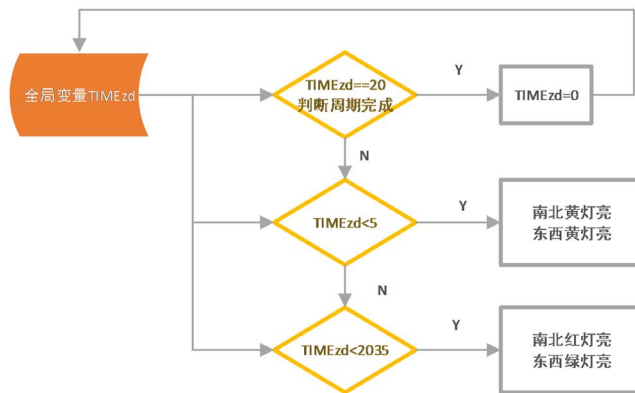 全局变量TIMEzd
TIMEzd==20
判断周期完成
Y
TIMEzd=0
N
TIMEzd<5
Y
南北黄灯亮
东西黄灯亮
N
TIMEzd<2035
Y
南北红灯亮
东西绿灯亮